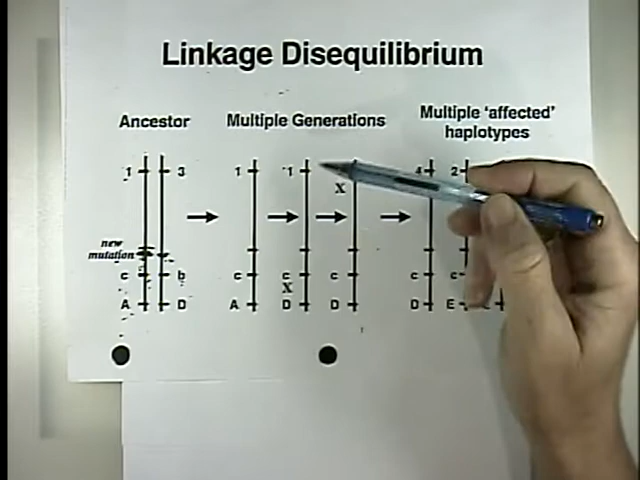 Linkage Disequilibrium
Ancestor
Multiple Generations
Multiple 'affected'
haplotypes
1 3 1 1 4 2
x
new
mutation
c b c c c c c
x
A D A D D D E